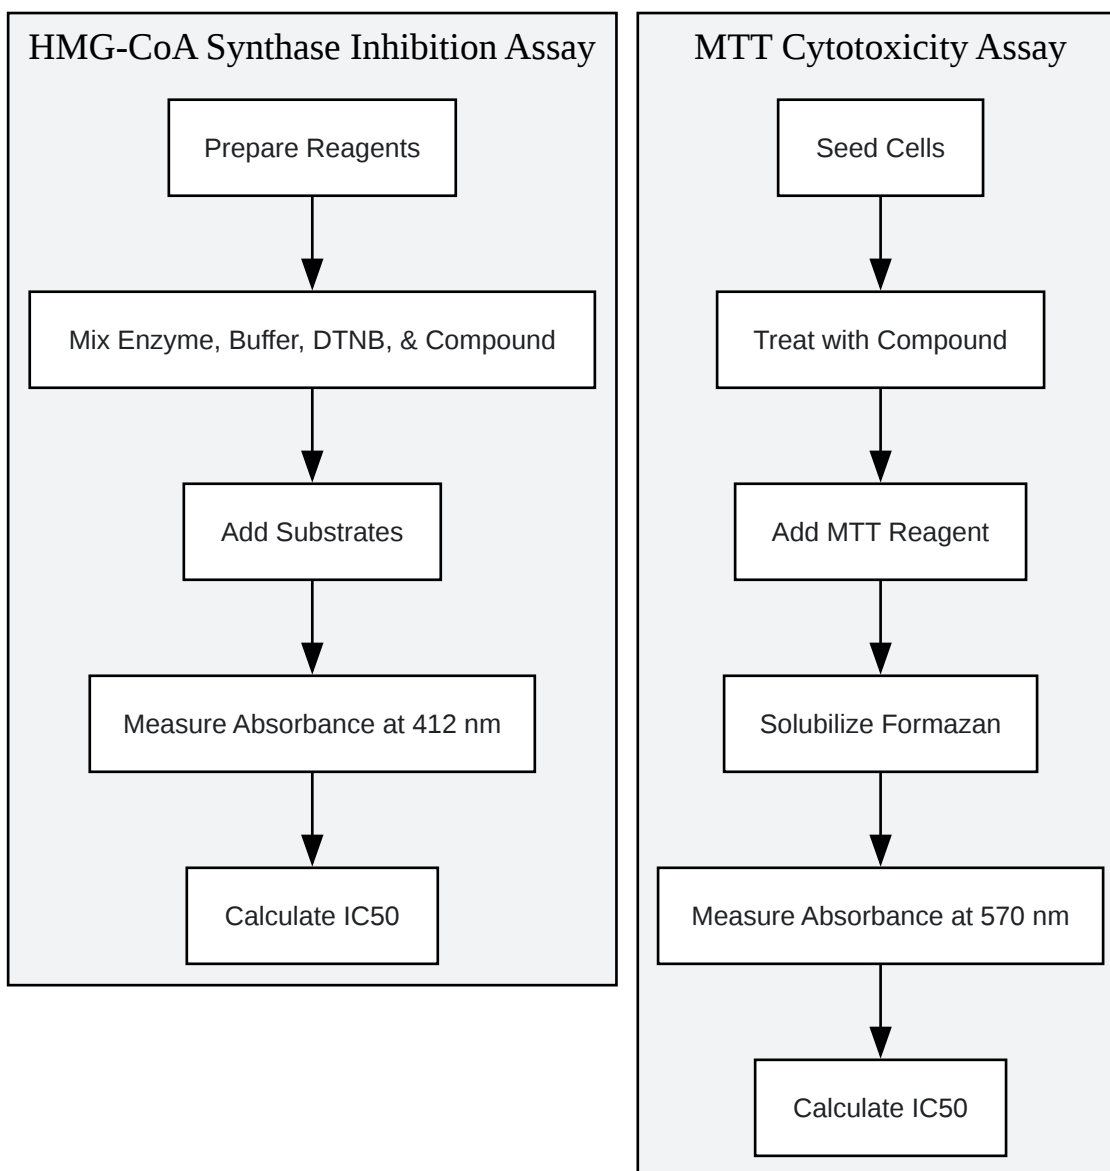 HMG-CoA Synthase Inhibition Assay
Prepare Reagents
Mix Enzyme, Buffer, DTNB, & Compound
Add Substrates
Measure Absorbance at 412 nm
Calculate IC50
MTT Cytotoxicity Assay
Seed Cells
Treat with Compound
Add MTT Reagent
Solubilize Formazan
Measure Absorbance at 570 nm
Calculate IC50